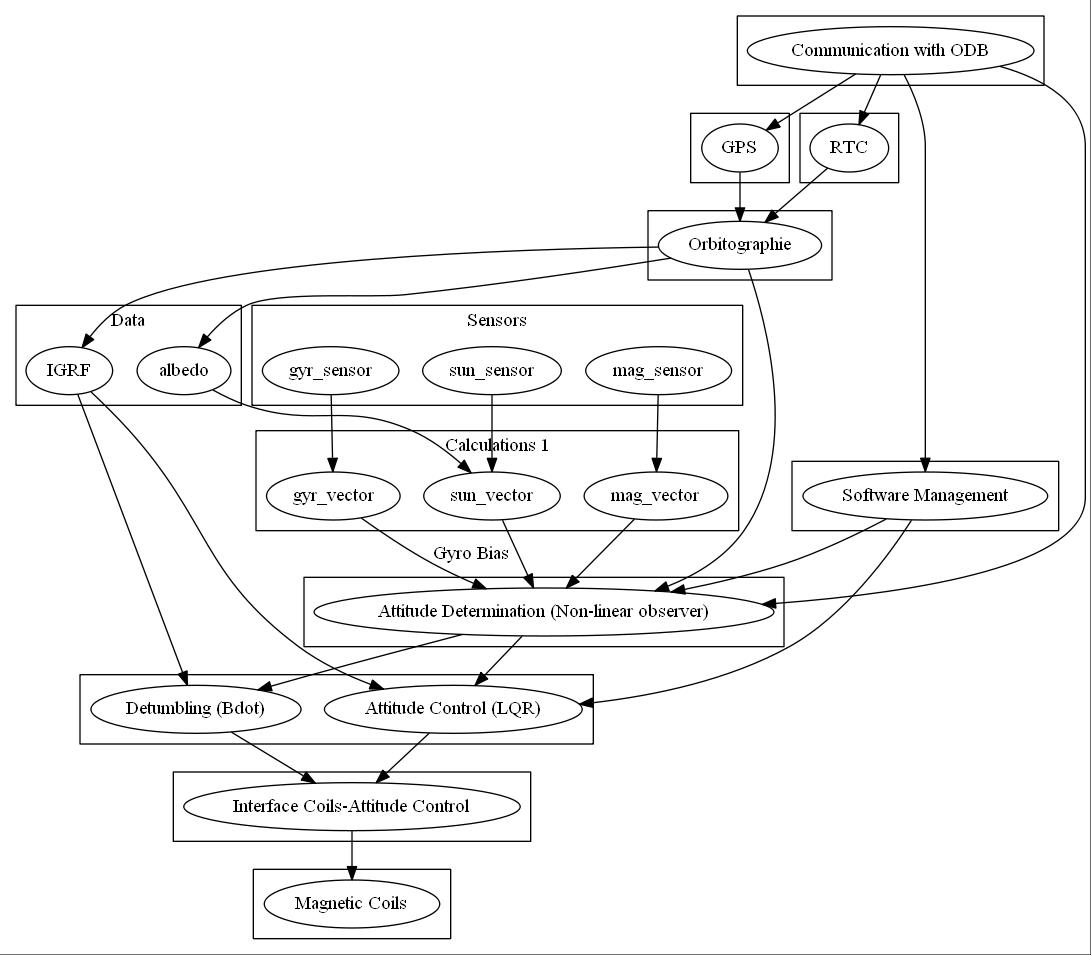 Communication with ODB
GPS
RTC
Orbitographie
Data
Sensors
IGRF
albedo
gyr_sensor
sun_sensor
mag_sensor
Calculations 1
gyr_vector
sun_vector
mag_vector
Software Management
Gyro Bias
Attitude Determination (Non-linear observer)
Detumbling (Bdot)
Attitude Control (LQR)
Interface Coils-Attitude Control
Magnetic Coils